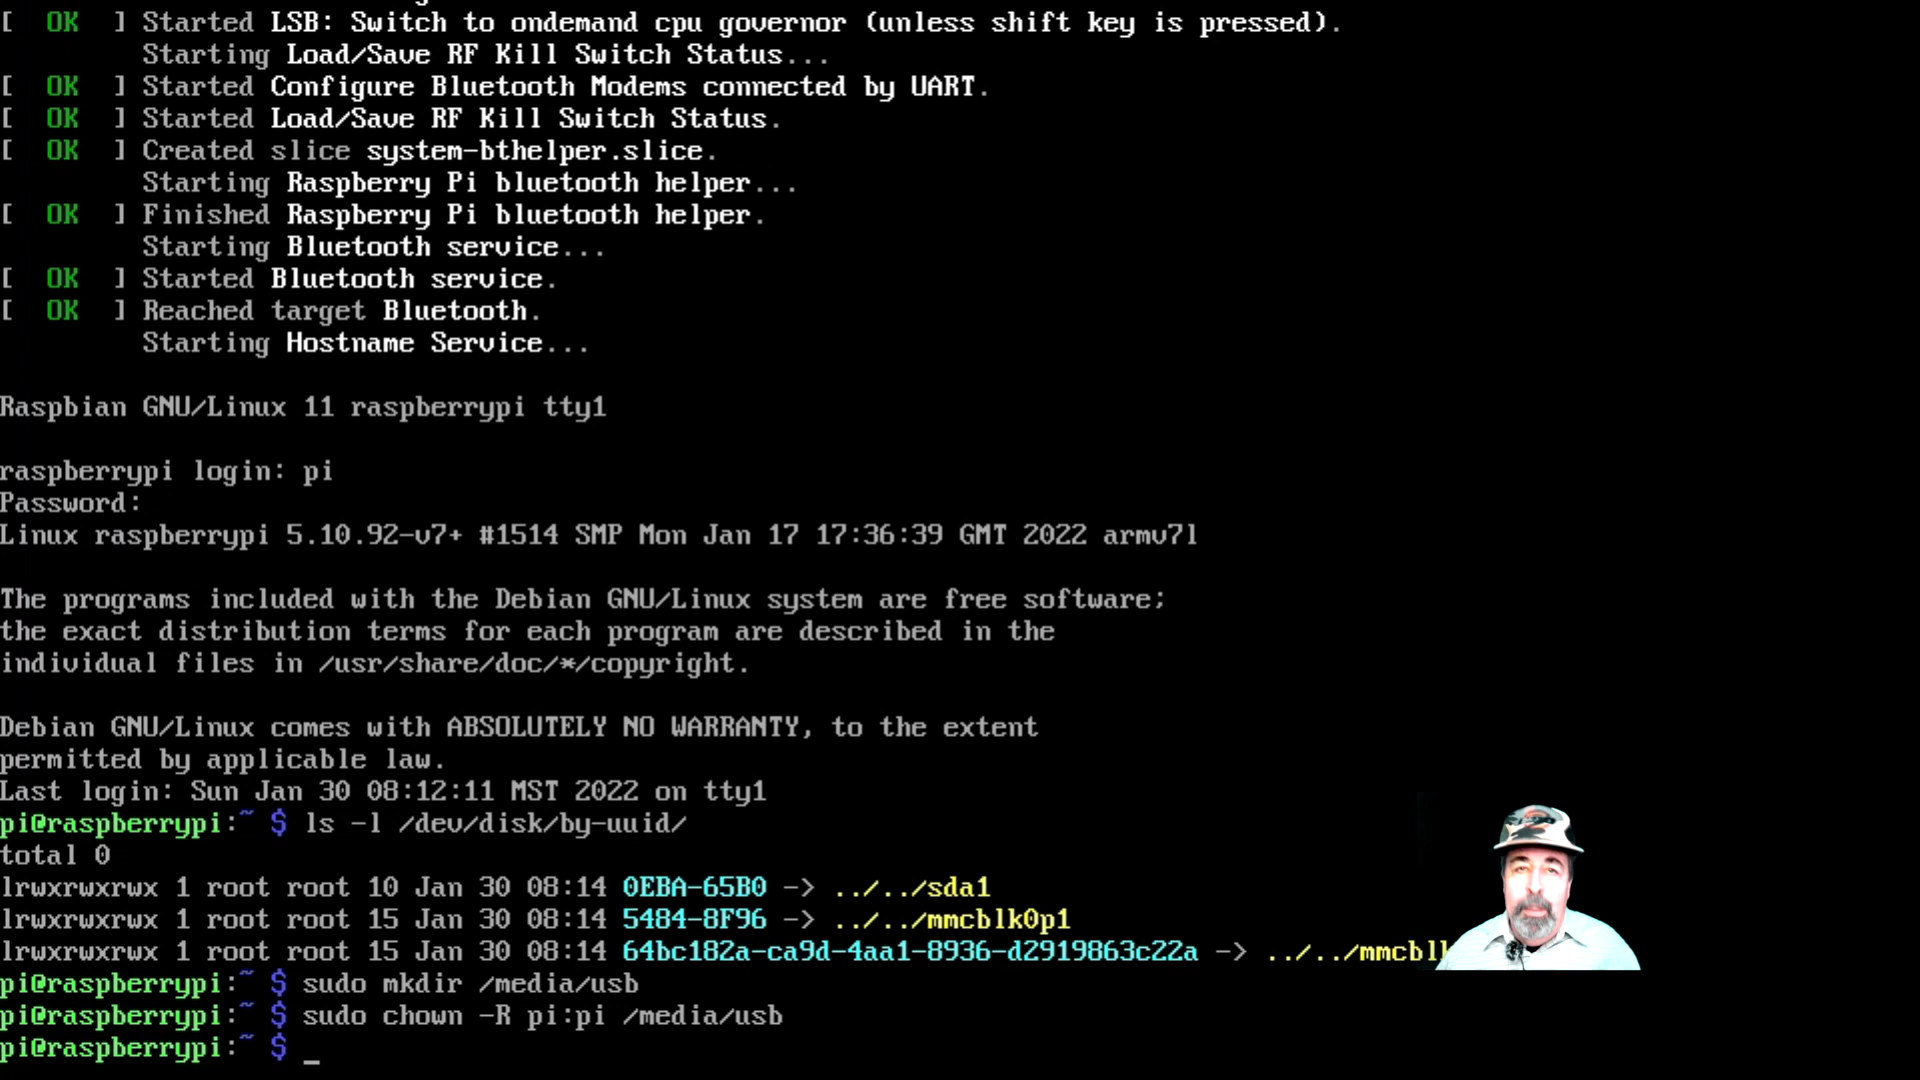 [  OK  ] Started LSB: Switch to ondemand cpu governor (unless shift key is pressed).
         Starting Load/Save RF Kill Switch Status...
[  OK  ] Started Configure Bluetooth Modems connected by UART.
[  OK  ] Started Load/Save RF Kill Switch Status.
[  OK  ] Created slice system-bthelper.slice.
         Starting Raspberry Pi bluetooth helper...
[  OK  ] Finished Raspberry Pi bluetooth helper.
         Starting Bluetooth service...
[  OK  ] Started Bluetooth service.
[  OK  ] Reached target Bluetooth.
         Starting Hostname Service...
Raspbian GNU/Linux 11 raspberrypi tty1
raspberrypi login: pi
Password:
Linux raspberrypi 5.10.92-v7+ #1514 SMP Mon Jan 17 17:36:39 GMT 2022 armv7l
The programs included with the Debian GNU/Linux system are free software;
the exact distribution terms for each program are described in the
individual files in /usr/share/doc/*/copyright.
Debian GNU/Linux comes with ABSOLUTELY NO WARRANTY, to the extent
permitted by applicable law.
Last login: Sun Jan 30 08:12:11 MST 2022 on tty1
pi@raspberrypi:~ $ ls -l /dev/disk/by-uuid/
total 0
lrwxrwxrwx 1 root root 10 Jan 30 08:14 0EBA-65B0 -> ../../sda1
lrwxrwxrwx 1 root root 15 Jan 30 08:14 5484-8F96 -> ../../mmcblk0p1
lrwxrwxrwx 1 root root 15 Jan 30 08:14 64bc182a-ca9d-4aa1-8936-d2919863c22a -> ../../mmcbl
pi@raspberrypi:~ $ sudo mkdir /media/usb
pi@raspberrypi:~ $ sudo chown -R pi:pi /media/usb
pi@raspberrypi:~ $ _